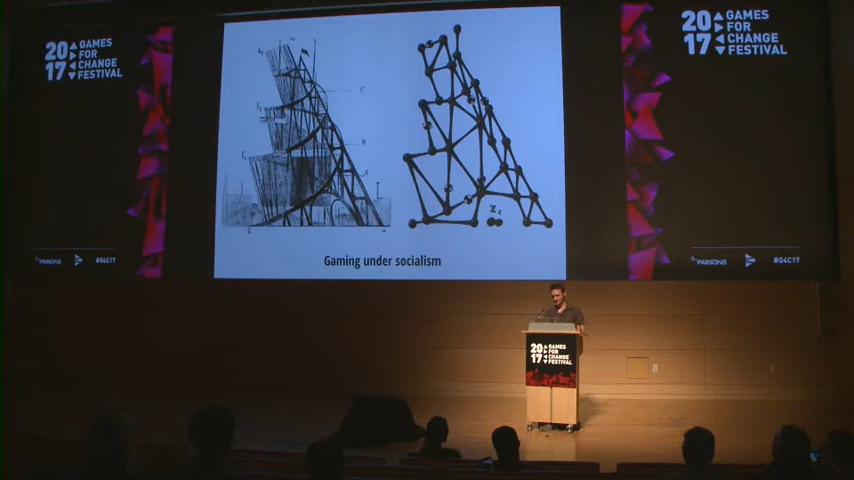 20 GAMES
FOR
17 CHANGE
FESTIVAL
PARSONS
#G4C17
Gaming under socialism
C
B
A
Z z
20 GAMES
FOR
17 CHANGE
FESTIVAL
PARSONS
#G4C17
20 GAMES
FOR
17 CHANGE
FESTIVAL